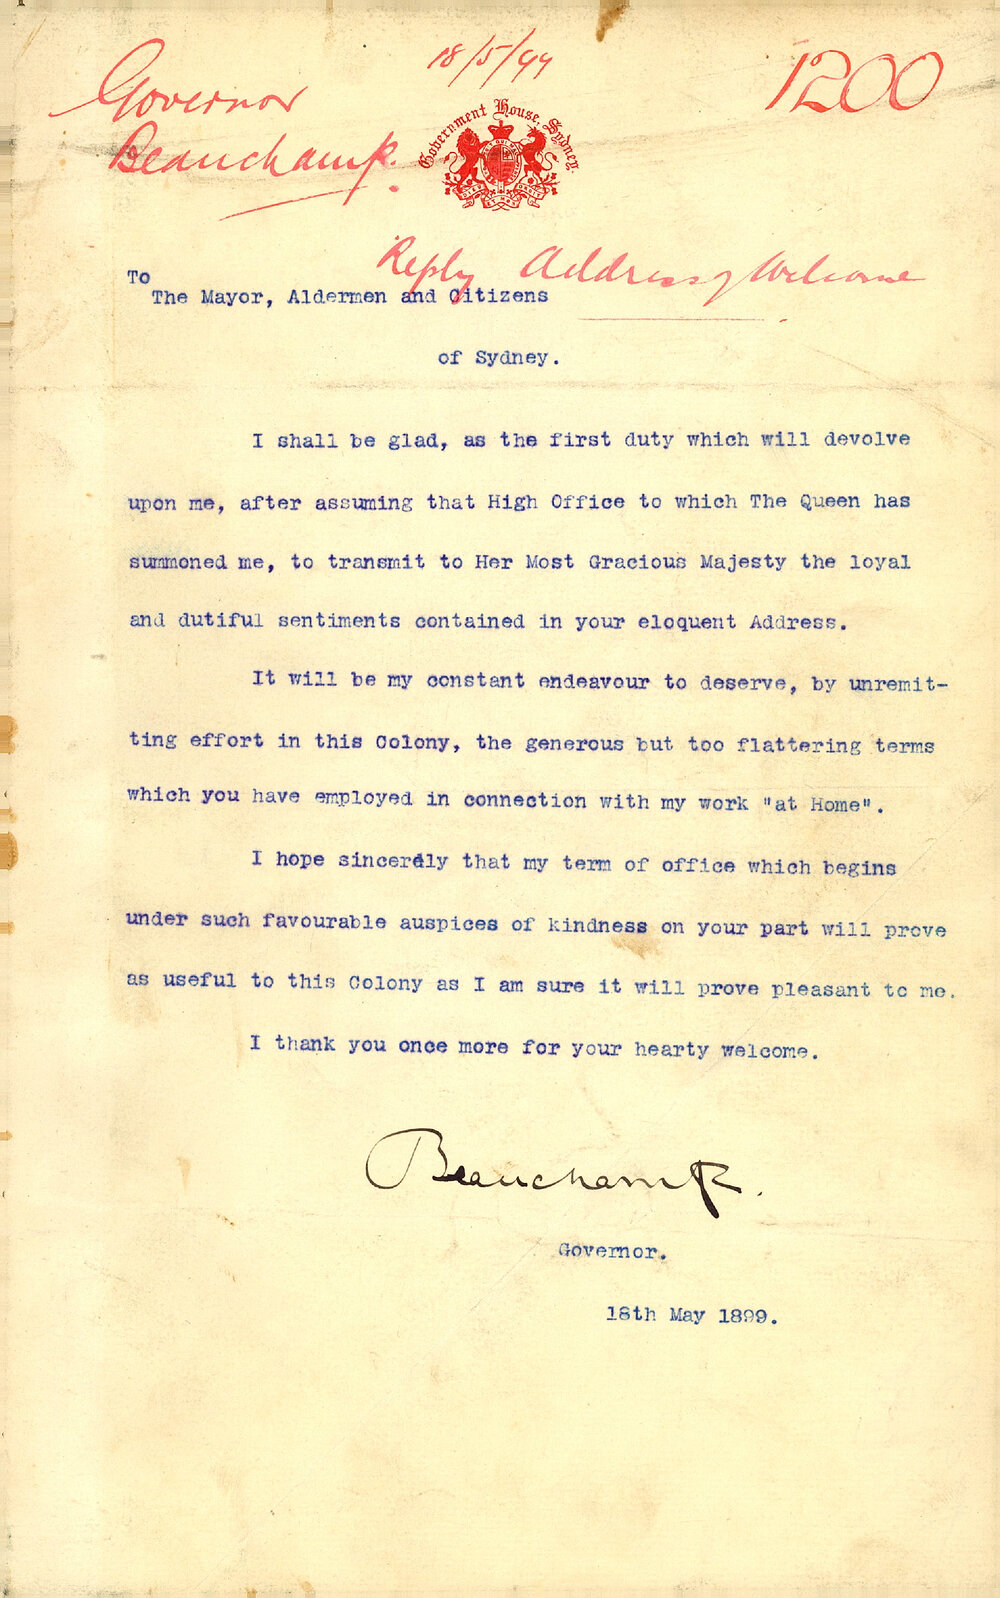 18/5/99
1200
Governor
Beauchamp.
Government House, Sydney.
Reply Address of Welcome
To
The Mayor, Aldermen and Citizens
of Sydney.
I shall be glad, as the first duty which will devolve
upon me, after assuming that High Office to which The Queen has
summoned me, to transmit to Her Most Gracious Majesty the loyal
and dutiful sentiments contained in your eloquent Address.
It will be my constant endeavour to deserve, by unremit-
ting effort in this Colony, the generous but too flattering terms
which you have employed in connection with my work "at Home".
I hope sincerely that my term of office which begins
under such favourable auspices of kindness on your part will prove
as useful to this Colony as I am sure it will prove pleasant to me.
I thank you once more for your hearty welcome.
Beauchamp.
Governor.
18th May 1899.